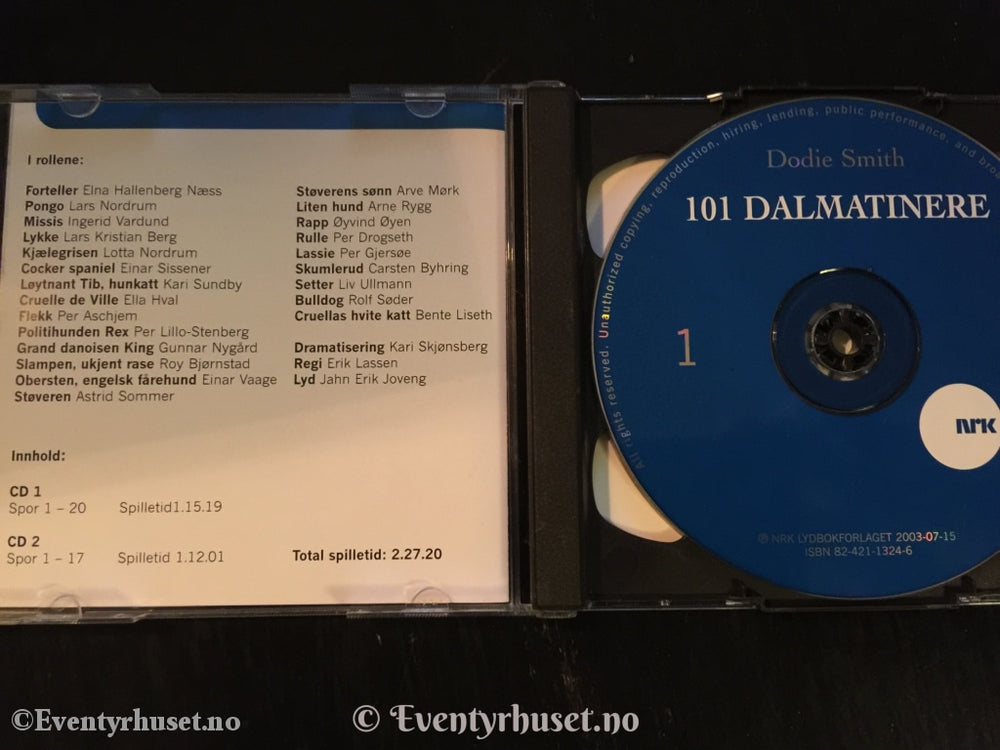 I rollene:
Forteller Elna Hallenberg Næss
Pongo Lars Nordrum
Missis Ingerid Vardund
Lykke Lars Kristian Berg
Kjælegrisen Lotta Nordrum
Cocker spaniel Einar Sissener
Løytnant Tib, hunkatt Kari Sundby
Cruelle de Ville Ella Hval
Flekk Per Aschjem
Politihunden Rex Per Lillo-Stenberg
Grand danoisen King Gunnar Nygård
Slampen, ukjent rase Roy Bjørnstad
Obersten, engelsk fårehund Einar Vaage
Støveren Astrid Sommer
Støverens sønn Arve Mørk
Liten hund Arne Rygg
Rapp Øyvind Øyen
Rulle Per Drogseth
Lassie Per Gjersøe
Skumlerud Carsten Byhring
Setter Liv Ullmann
Bulldog Rolf Søder
Cruellas hvite katt Bente Liseth
Dramatisering Kari Skjønsberg
Regi Erik Lassen
Lyd Jahn Erik Joveng
Innhold:
CD 1
Spor 1 – 20 Spilletid1.15.19
CD 2
Spor 1 – 17 Spilletid 1.12.01
Total spilletid: 2.27.20
All rights reserved. Unauthorized copying, reproduction, hiring, lending, public performance, and
Dodie Smith
101 DALMATINERE
1
NRK
℗ NRK LYDBOKFORLAGET 2003-07-15
ISBN 82-421-1324-6
©Eventyrhuset.no
© Eventyrhuset.no